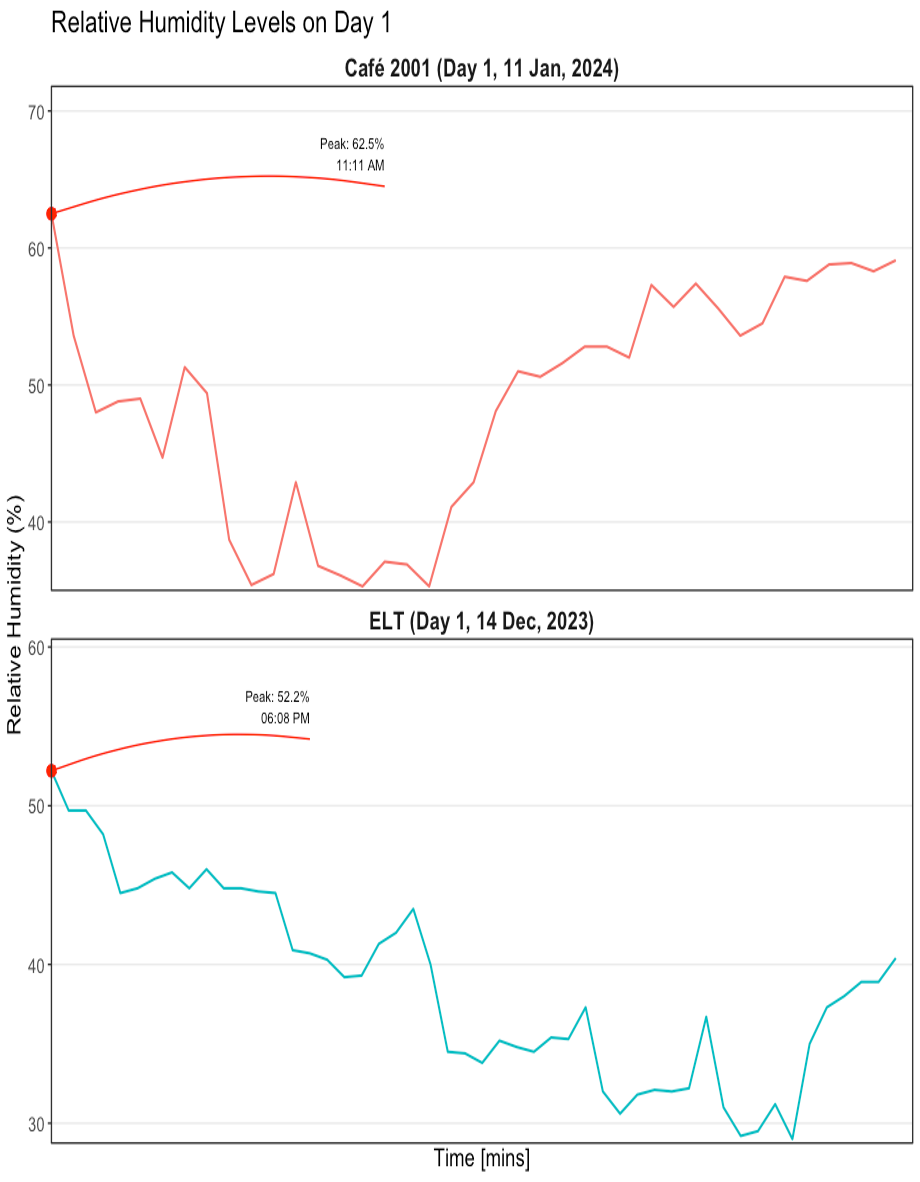 Relative Humidity Levels on Day 1
Café 2001 (Day 1, 11 Jan, 2024)
70
Peak: 62.5%
11:11 AM
60
50
40
Relative Humidity (%)
ELT (Day 1, 14 Dec, 2023)
60
Peak: 52.2%
06:08 PM
50
40
30
Time [mins]